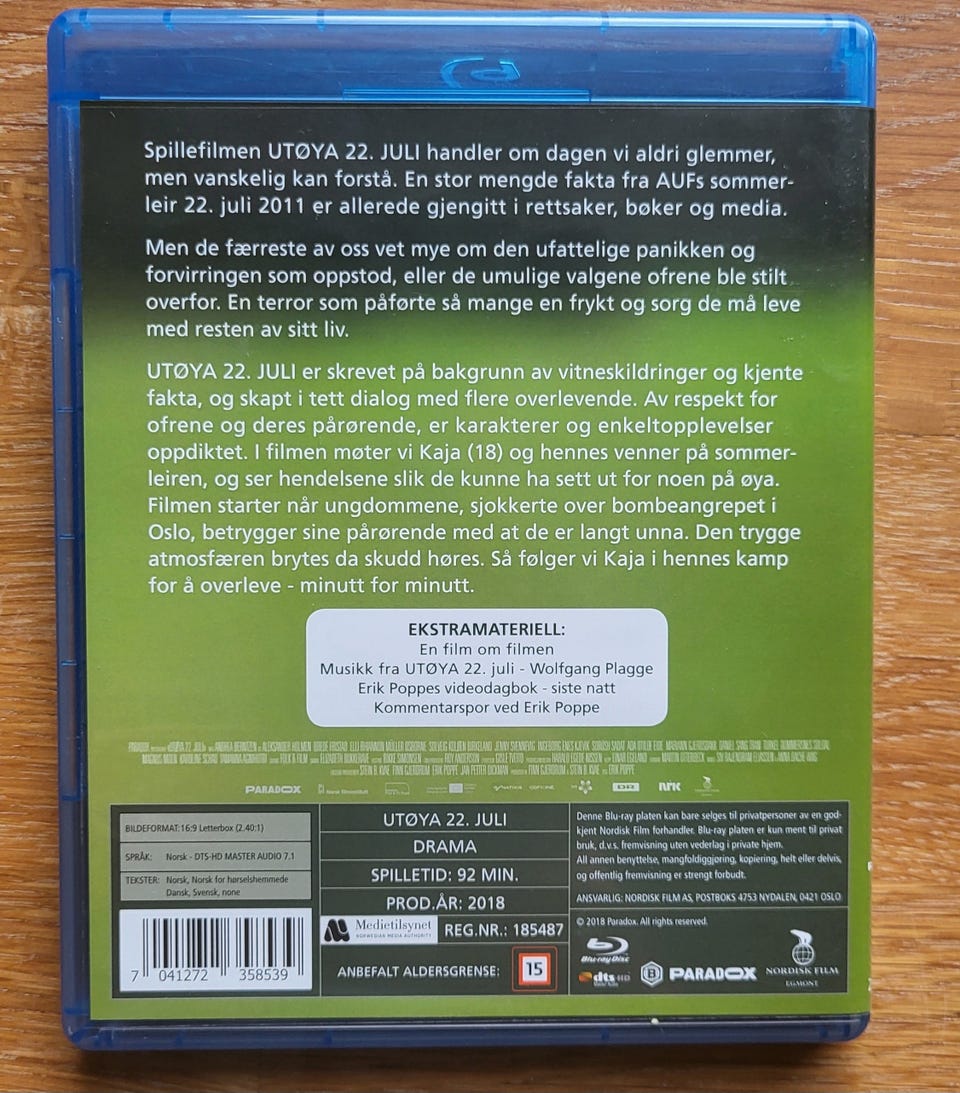 Spillefilmen UTØYA 22. JULI handler om dagen vi aldri glemmer,
men vanskelig kan forstå. En stor mengde fakta fra AUFs sommer-
leir 22. juli 2011 er allerede gjengitt i rettsaker, bøker og media.
Men de færreste av oss vet mye om den ufattelige panikken og
forvirringen som oppstod, eller de umulige valgene ofrene ble stilt
overfor. En terror som påførte så mange en frykt og sorg de må leve
med resten av sitt liv.
UTØYA 22. JULI er skrevet på bakgrunn av vitneskildringer og kjente
fakta, og skapt i tett dialog med flere overlevende. Av respekt for
ofrene og deres pårørende, er karakterer og enkeltopplevelser
oppdiktet. I filmen møter vi Kaja (18) og hennes venner på sommer-
leiren, og ser hendelsene slik de kunne ha sett ut for noen på øya.
Filmen starter når ungdommene, sjokkerte over bombeangrepet i
Oslo, betrygger sine pårørende med at de er langt unna. Den trygge
atmosfæren brytes da skudd høres. Så følger vi Kaja i hennes kamp
for å overleve - minutt for minutt.
EKSTRAMATERIELL:
En film om filmen
Musikk fra UTØYA 22. juli - Wolfgang Plagge
Erik Poppes videodagbok - siste natt
Kommentarspor ved Erik Poppe
PARADOX
DR
nrk
BILDEFORMAT: 16:9 Letterbox (2.40:1)
SPRÅK: Norsk - DTS-HD MASTER AUDIO 7.1
TEKSTER: Norsk, Norsk for hørselshemmede
Dansk, Svensk, none
7 041272 358539
UTØYA 22. JULI
DRAMA
SPILLETID: 92 MIN.
PROD.ÅR: 2018
Medietilsynet
NORWEGIAN MEDIA AUTHORITY
REG.NR.: 185487
ANBEFALT ALDERSGRENSE: 15
Denne Blu-ray platen kan bare selges til privatpersoner av en god-
kjent Nordisk Film forhandler. Blu-ray platen er kun ment til privat
bruk, d.v.s. fremvisning uten vederlag i private hjem.
All annen benyttelse, mangfoldiggjøring, kopiering, helt eller delvis,
og offentlig fremvisning er strengt forbudt.
ANSVARLIG: NORDISK FILM AS, POSTBOKS 4753 NYDALEN, 0421 OSLO
© 2018 Paradox. All rights reserved.
Blu-ray Disc
dts-HD
Master Audio
B
PARADOX
NORDISK FILM
EGMONT